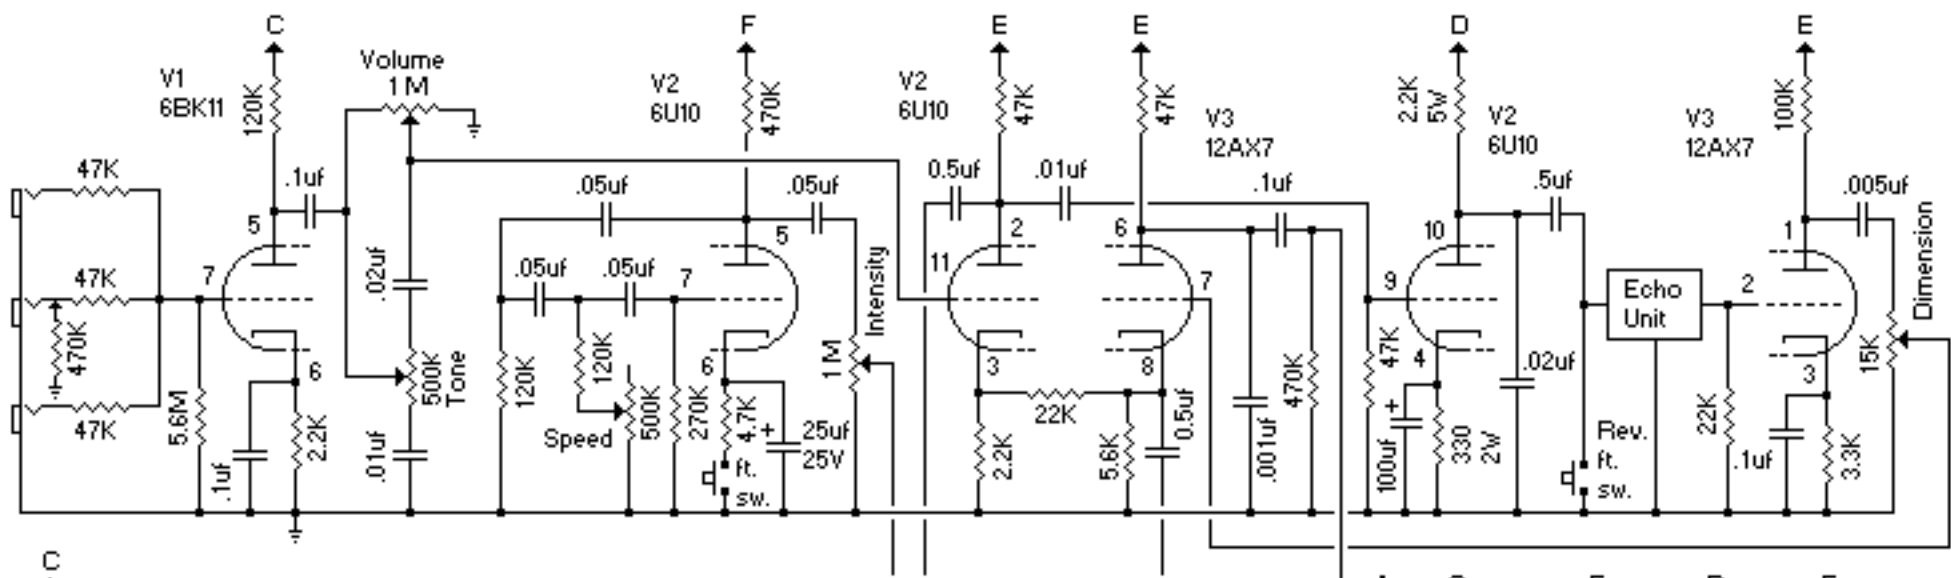 C
F
E
E
D
E
Volume
1 M
V1
6BK11
120K
V2
6U10
470K
V2
6U10
47K
47K
V3
12AX7
2.2K
5W
V2
6U10
V3
12AX7
100K
47K
.1uf
.05uf
.05uf
0.5uf
.01uf
.1uf
.5uf
.005uf
5
5
2
6
10
1
Dimension
47K
7
.02uf
.05uf
.05uf
7
Intensity
11
7
9
Echo
Unit
2
470K
6
500K
Tone
120K
120K
6
1 M
3
8
47K
4
.02uf
3
15K
47K
5.6M
.1uf
2.2K
.01uf
Speed
500K
270K
4.7K
+
25uf
25V
ft.
sw.
22K
2.2K
5.6K
0.5uf
.001uf
470K
+
100uf
330
2W
Rev.
ft.
sw.
22K
.1uf
3.3K
C